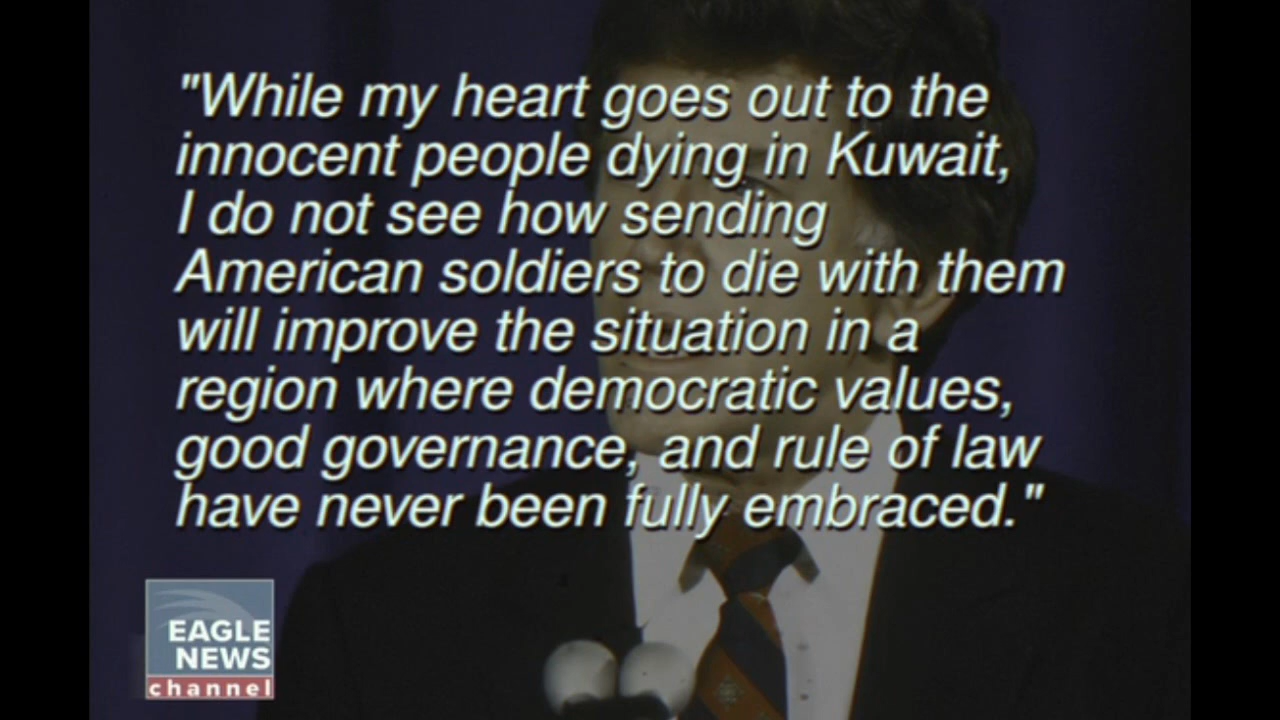 "While my heart goes out to the
innocent people dying in Kuwait,
I do not see how sending
American soldiers to die with them
will improve the situation in a
region where democratic values,
good governance, and rule of law
have never been fully embraced."
EAGLE
NEWS
channel